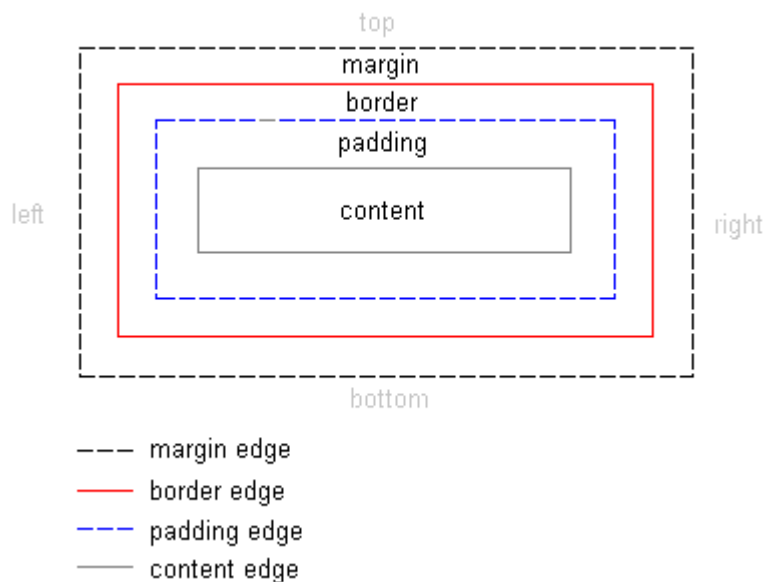 top
margin
border
padding
content
left
right
bottom
margin edge
border edge
padding edge
content edge